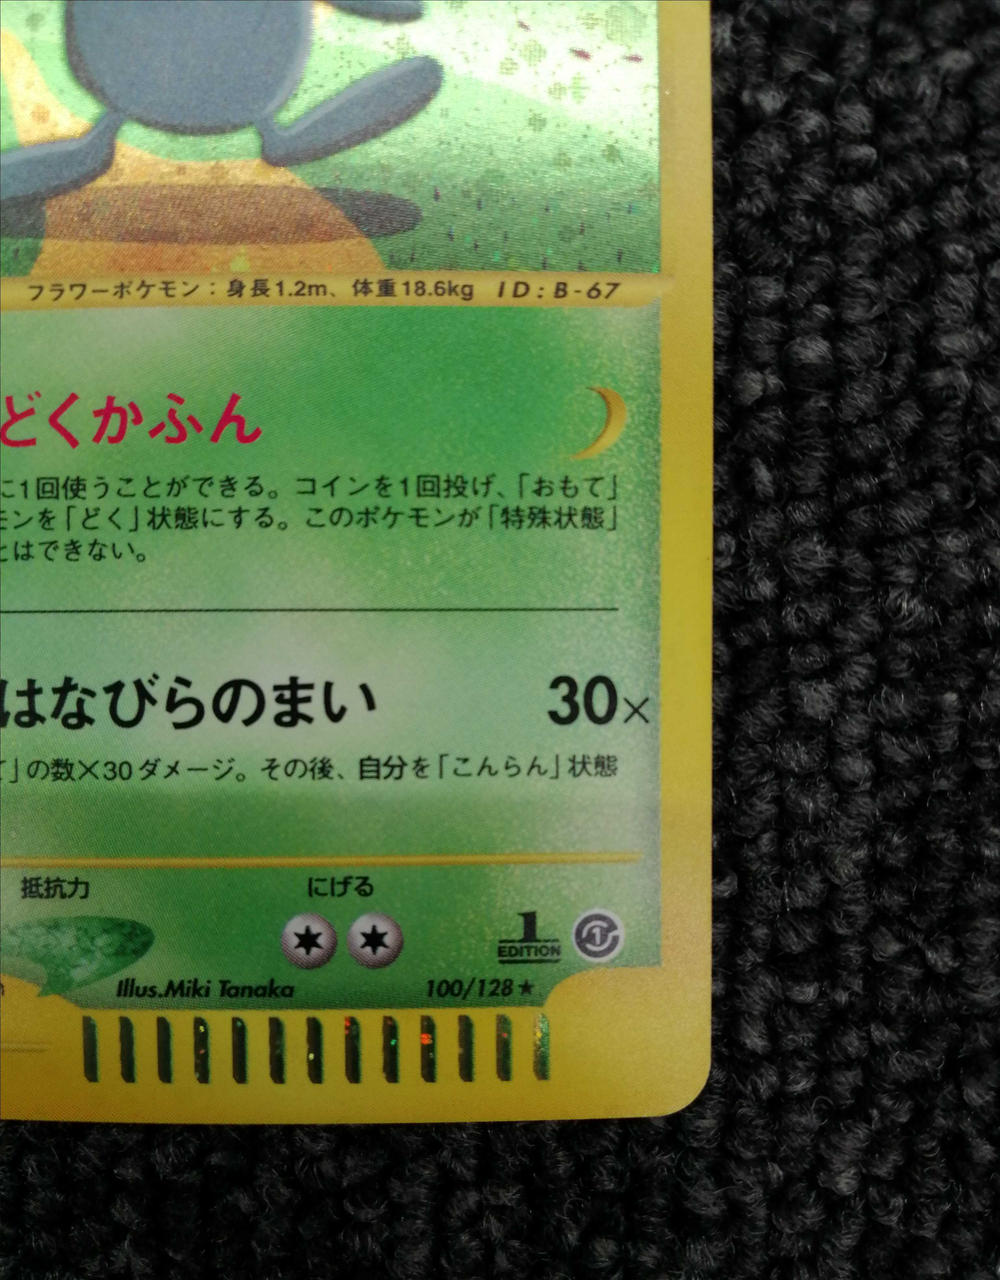 フラワーポケモン：身長1.2m、体重18.6kg ID:B-67
どくかふん
に1回使うことができる。コインを1回投げ、「おもて」
モンを「どく」状態にする。このポケモンが「特殊状態」
とはできない。
はなびらのまい 30×
」の数×30ダメージ。その後、自分を「こんらん」状態
抵抗力 にげる
1 EDITION
Illus.Miki Tanaka 100/128★